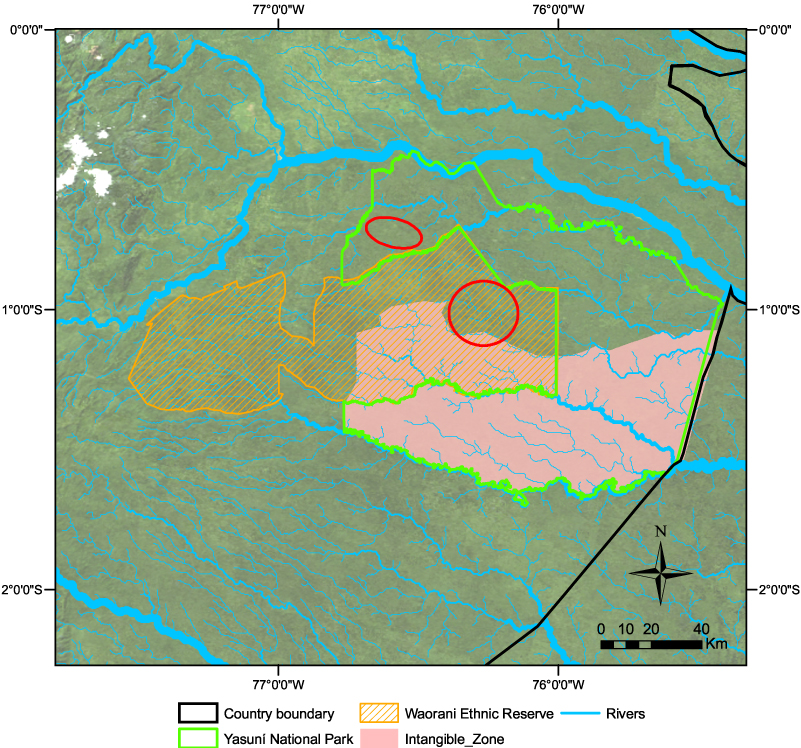 77°0'0"W 76°0'0"W
0°0'0" 0°0'0"
1°0'0"S 1°0'0"S
N
2°0'0"S 2°0'0"S
0 10 20 40
Km
77°0'0"W 76°0'0"W
Country boundary Waorani Ethnic Reserve Rivers
Yasuní National Park Intangible_Zone